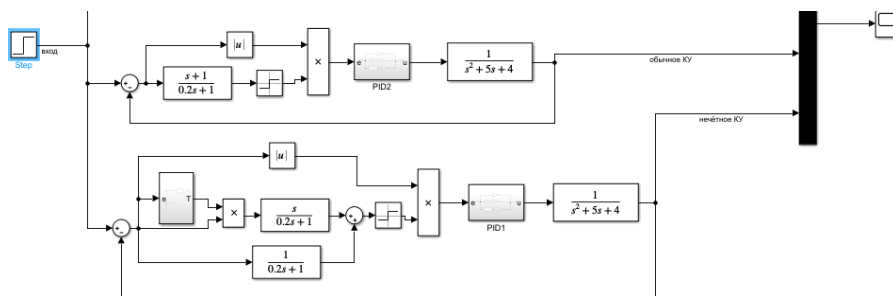 вход
Step
|u|
×
s + 1
0.2s + 1
e
u
PID2
1
s² + 5s + 4
обычное КУ
нечётное КУ
|u|
e
T
×
s
0.2s + 1
×
e
u
PID1
1
s² + 5s + 4
1
0.2s + 1